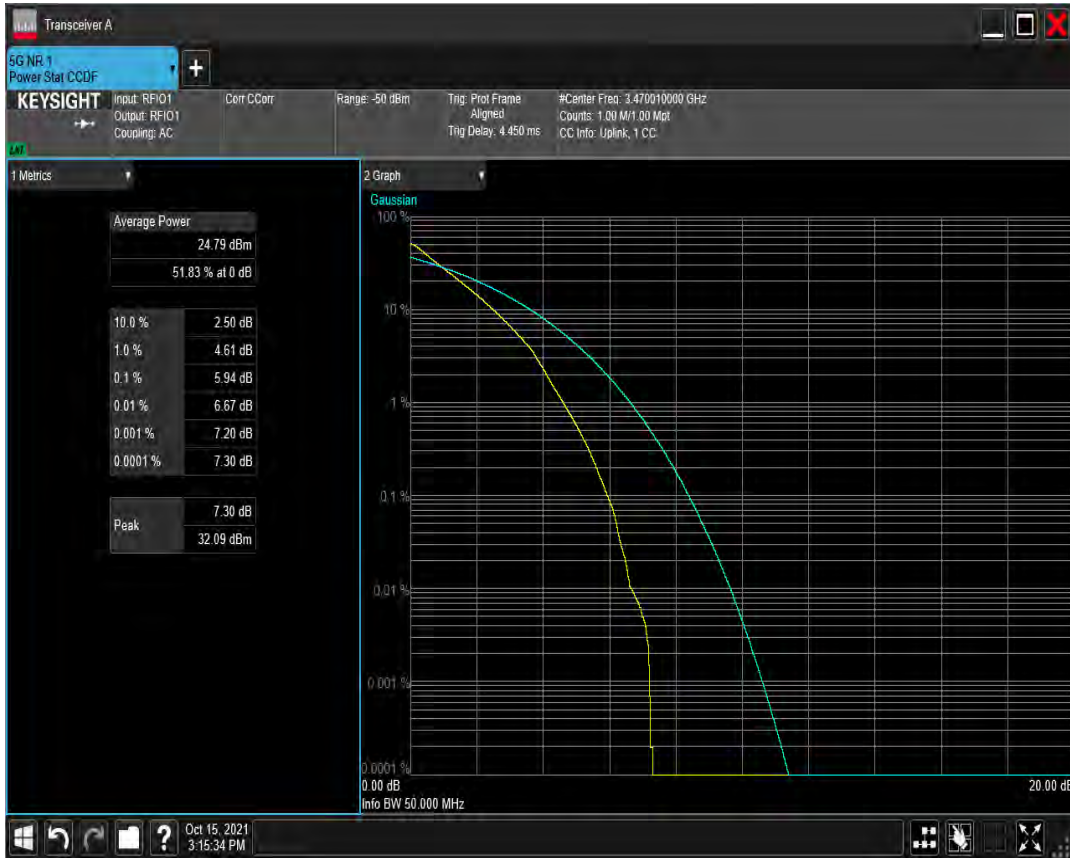 Transceiver A
5G NR 1
Power Stat CCDF
+
KEYSIGHT
Input: RFIO1
Output: RFIO1
Coupling: AC
Corr CCorr
Range: -50 dBm
Trig: Prot Frame
Aligned
Trig Delay: 4.450 ms
#Center Freq: 3.470010000 GHz
Counts: 1.00 M/1.00 Mpt
CC Info: Uplink, 1 CC
1 Metrics
Average Power
24.79 dBm
51.83 % at 0 dB
10.0 % 2.50 dB
1.0 % 4.61 dB
0.1 % 5.94 dB
0.01 % 6.67 dB
0.001 % 7.20 dB
0.0001 % 7.30 dB
Peak
7.30 dB
32.09 dBm
2 Graph
Gaussian
100 %
10 %
1 %
0.1 %
0.01 %
0.001 %
0.0001 %
0.00 dB 20.00 dB
Info BW 50.000 MHz
?
Oct 15, 2021
3:15:34 PM